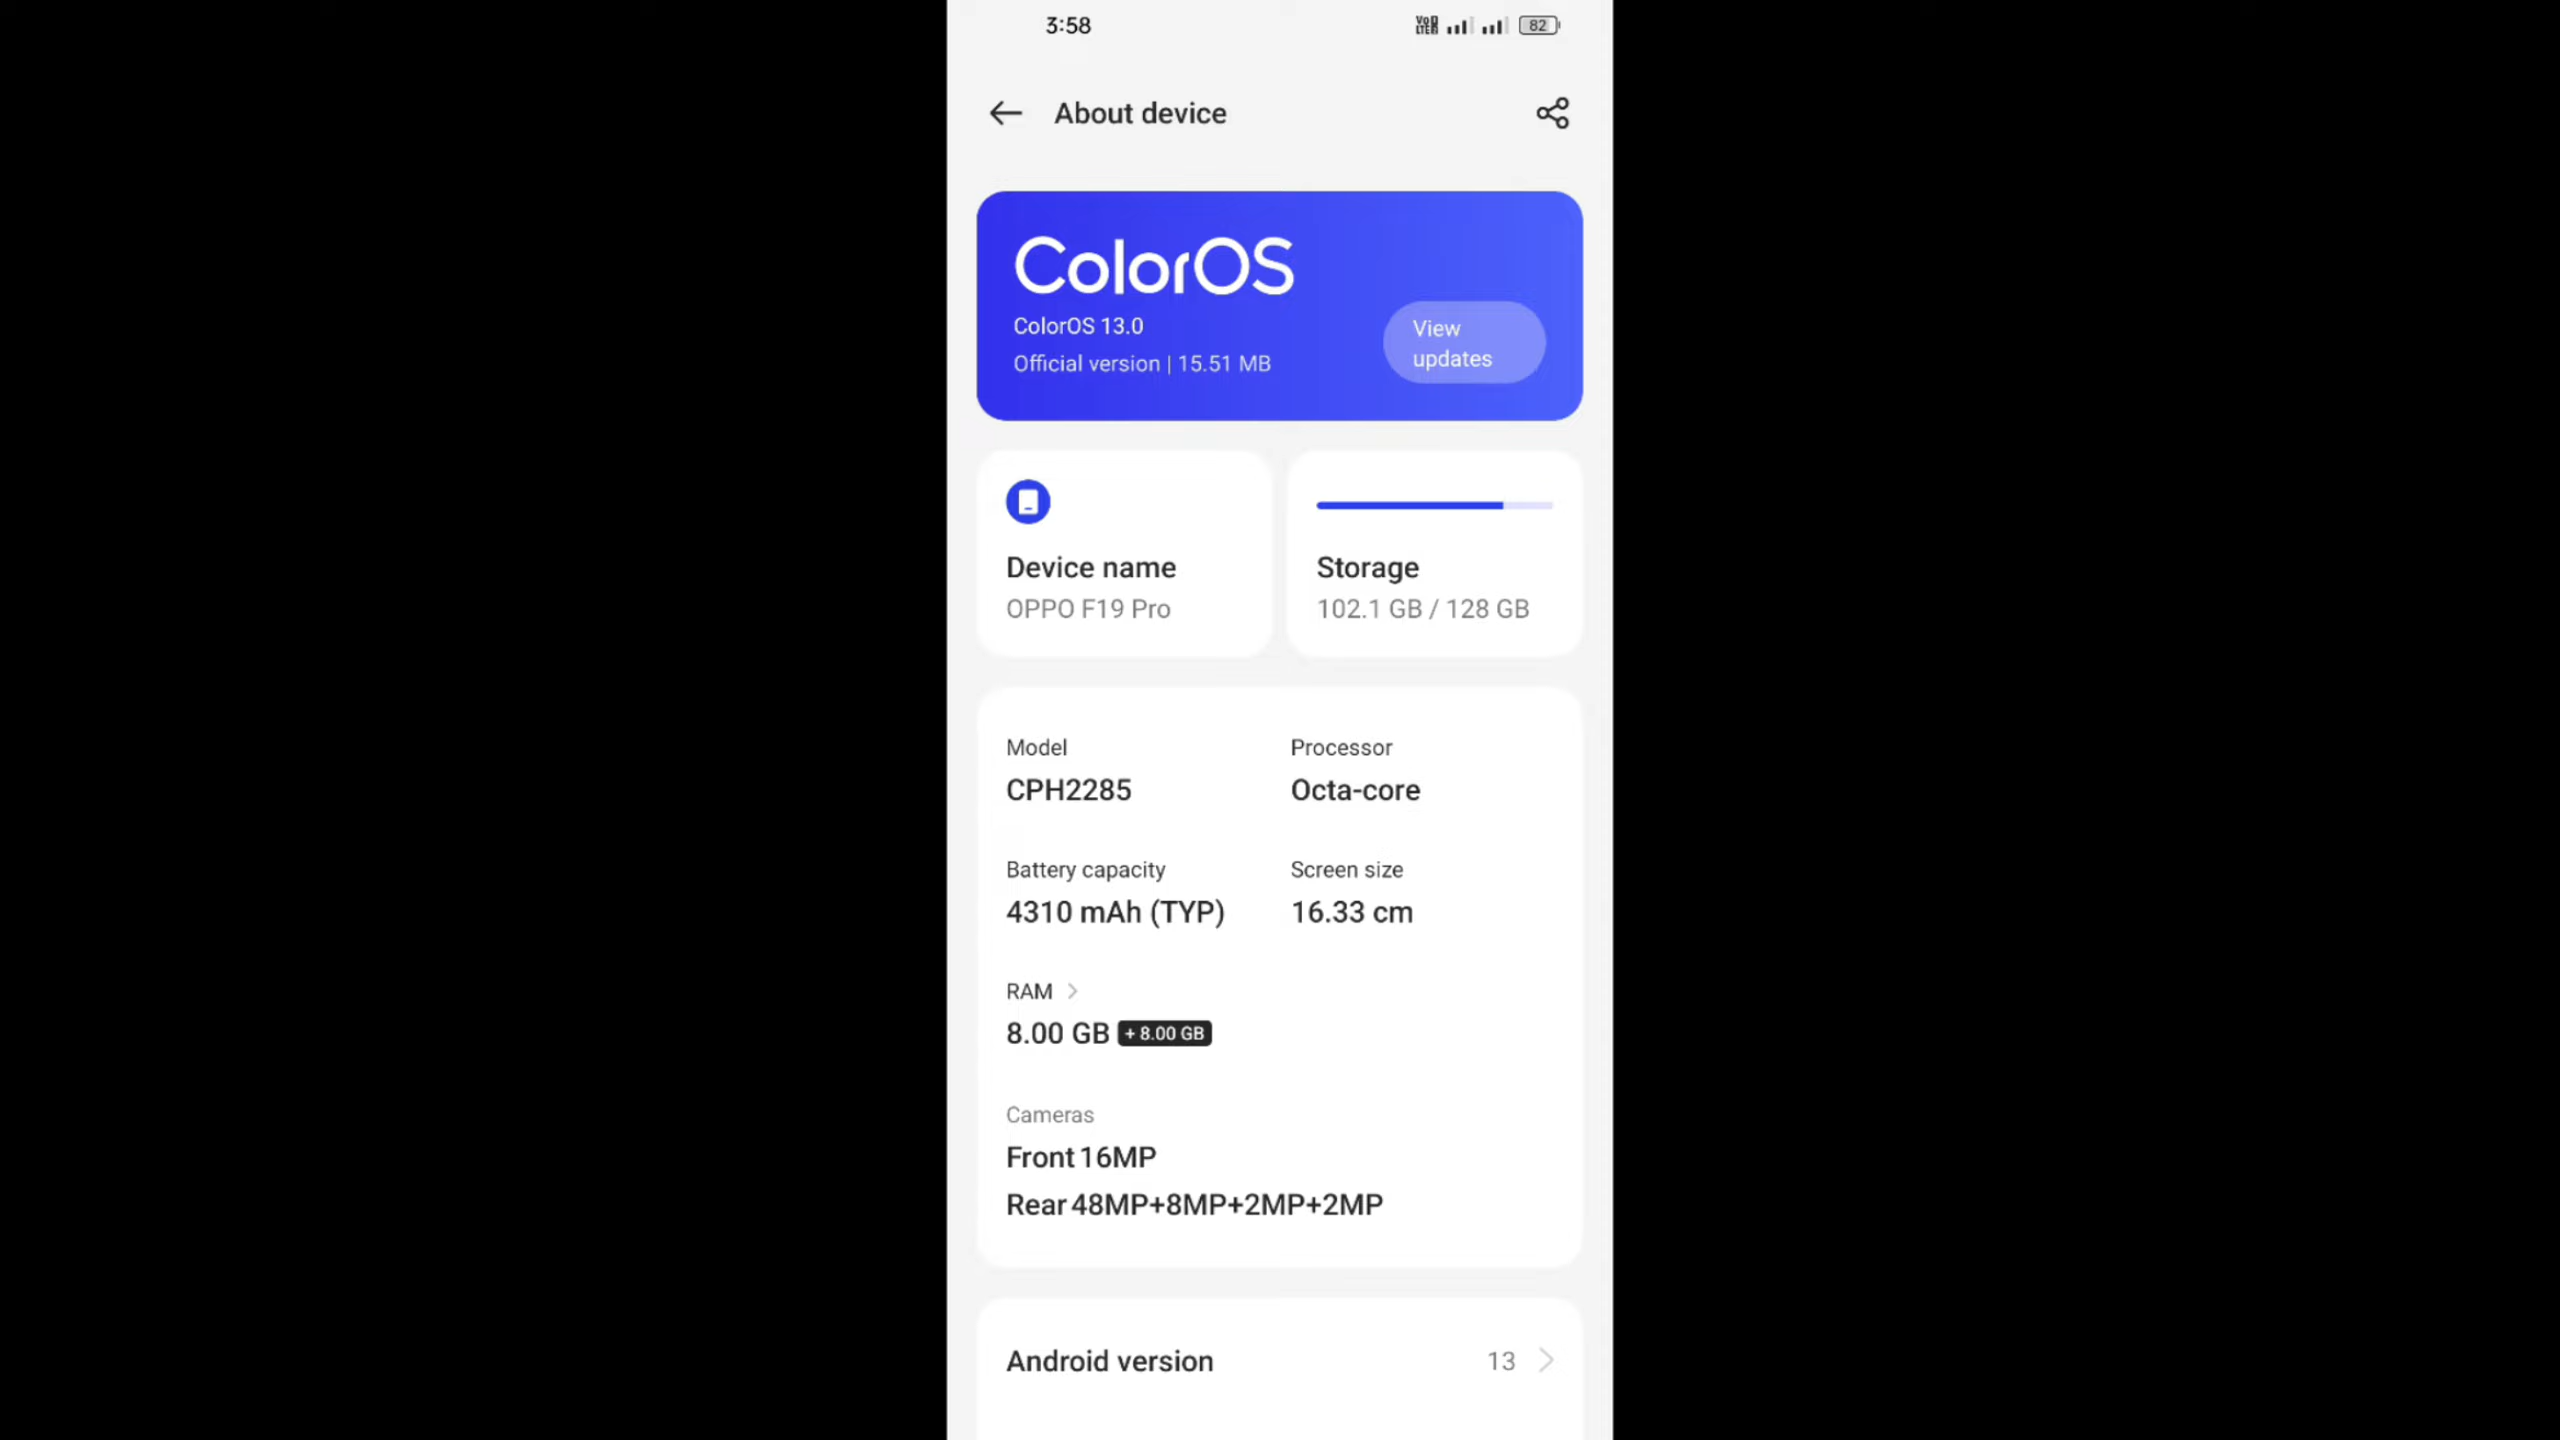 3:58
Vo LTE 82
About device
ColorOS
ColorOS 13.0
Official version | 15.51 MB
View
updates
Device name
OPPO F19 Pro
Storage
102.1 GB / 128 GB
Model
CPH2285
Processor
Octa-core
Battery capacity
4310 mAh (TYP)
Screen size
16.33 cm
RAM
8.00 GB + 8.00 GB
Cameras
Front 16MP
Rear 48MP+8MP+2MP+2MP
Android version
13